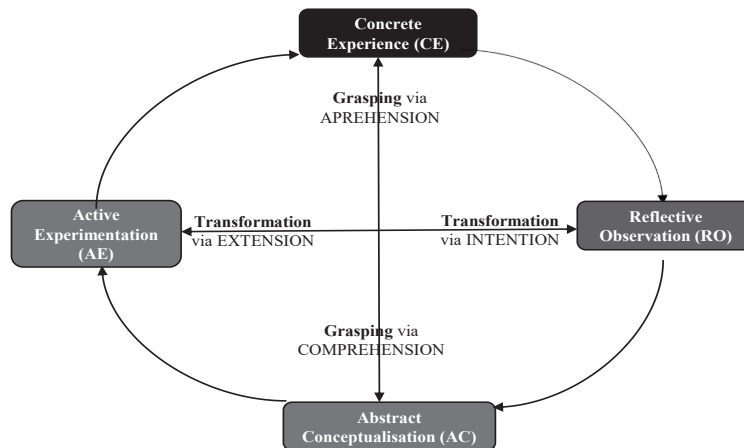 Concrete
Experience (CE)
Grasping via
APREHENSION
Active
Experimentation
(AE)
Transformation
via EXTENSION
Transformation
via INTENTION
Reflective
Observation (RO)
Grasping via
COMPREHENSION
Abstract
Conceptualisation (AC)